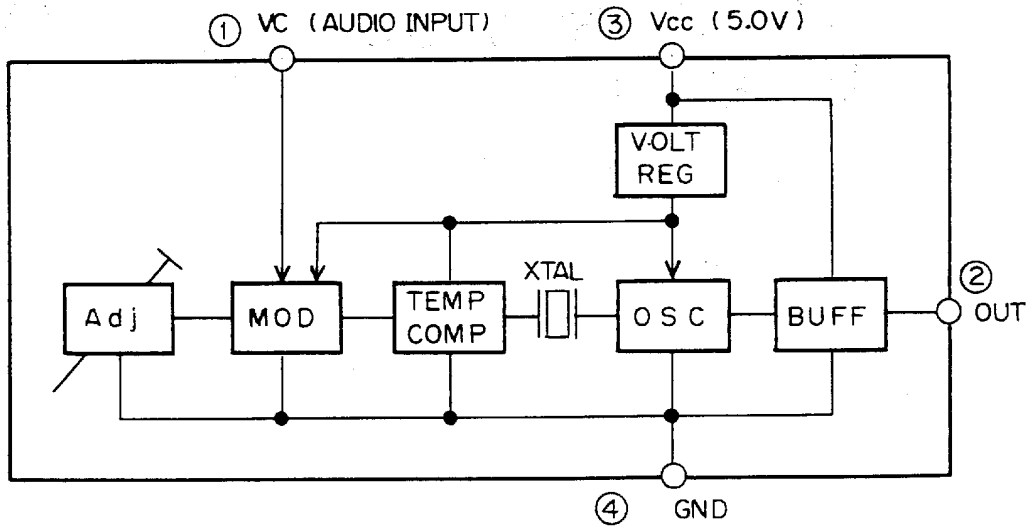 ① VC (AUDIO INPUT)
③ Vcc (5.0V)
VOLT
REG
XTAL
② OUT
Adj
MOD
TEMP
COMP
OSC
BUFF
④ GND